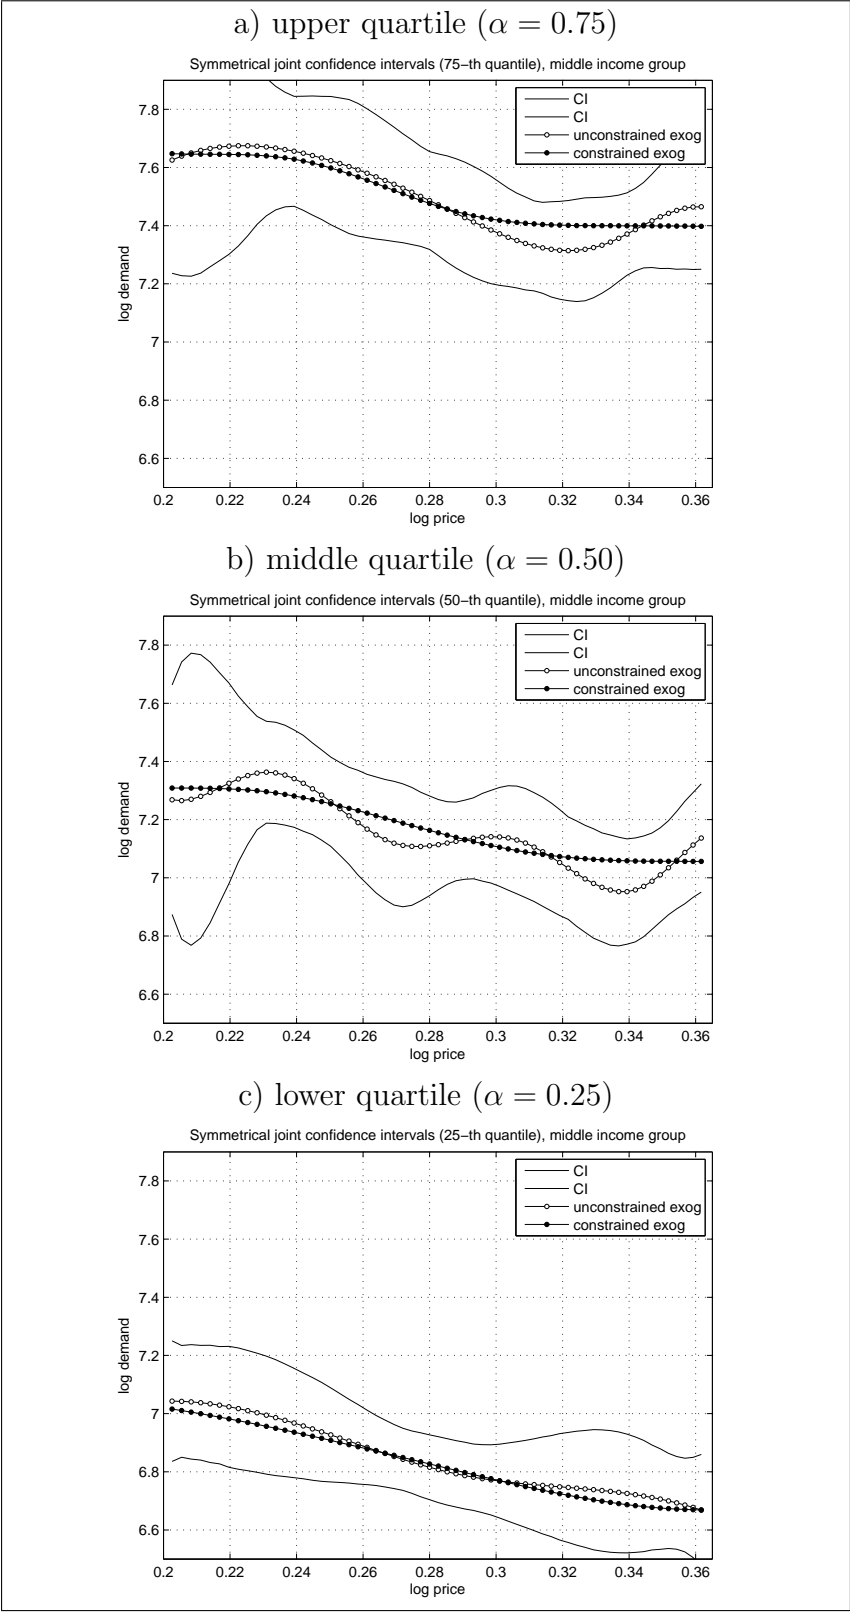 a) upper quartile (α = 0.75)
Symmetrical joint confidence intervals (75−th quantile), middle income group
CI
CI
unconstrained exog
constrained exog
7.8
7.6
7.4
7.2
7
6.8
6.6
log demand
0.2 0.22 0.24 0.26 0.28 0.3 0.32 0.34 0.36
log price
b) middle quartile (α = 0.50)
Symmetrical joint confidence intervals (50−th quantile), middle income group
CI
CI
unconstrained exog
constrained exog
7.8
7.6
7.4
7.2
7
6.8
6.6
log demand
0.2 0.22 0.24 0.26 0.28 0.3 0.32 0.34 0.36
log price
c) lower quartile (α = 0.25)
Symmetrical joint confidence intervals (25−th quantile), middle income group
CI
CI
unconstrained exog
constrained exog
7.8
7.6
7.4
7.2
7
6.8
6.6
log demand
0.2 0.22 0.24 0.26 0.28 0.3 0.32 0.34 0.36
log price